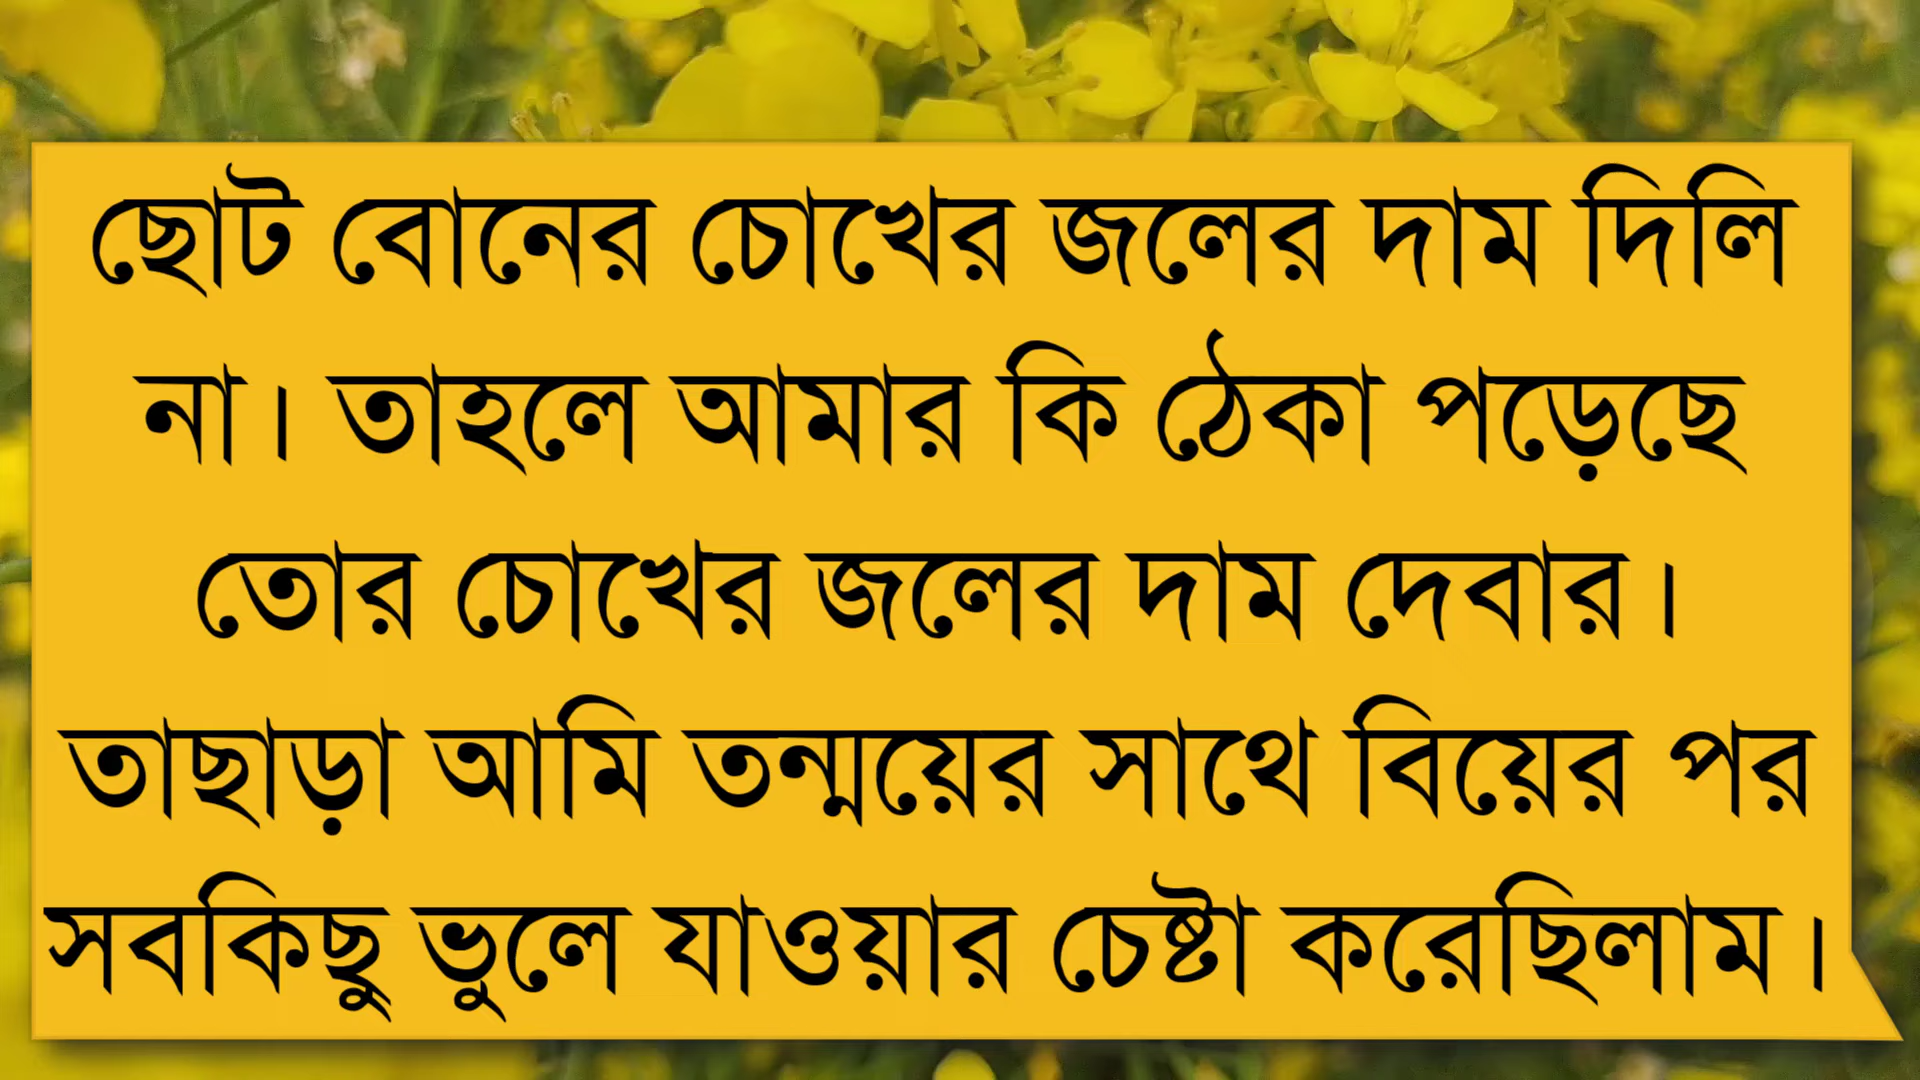 ছোট বোনের চোখের জলের দাম দিলি
না। তাহলে আমার কি ঠেকা পড়েছে
তোর চোখের জলের দাম দেবার।
তাছাড়া আমি তন্ময়ের সাথে বিয়ের পর
সবকিছু ভুলে যাওয়ার চেষ্টা করেছিলাম।